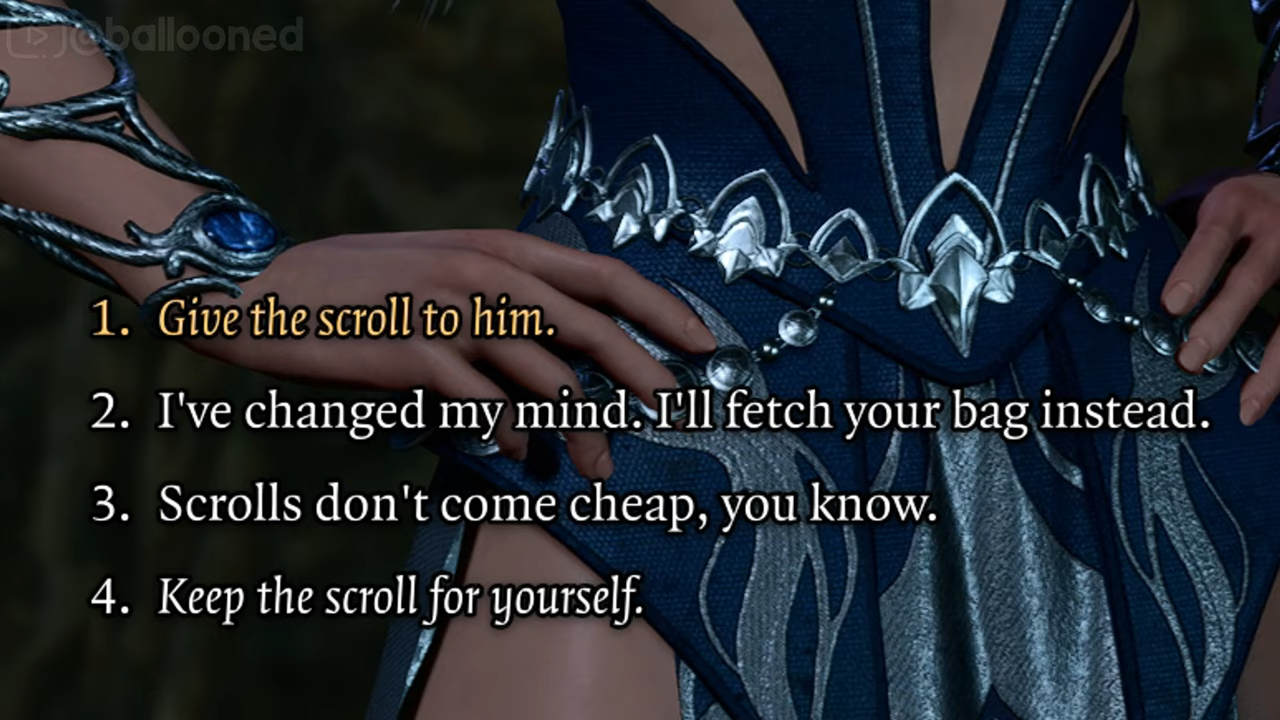 @ballooned
1. Give the scroll to him.
2. I've changed my mind. I'll fetch your bag instead.
3. Scrolls don't come cheap, you know.
4. Keep the scroll for yourself.